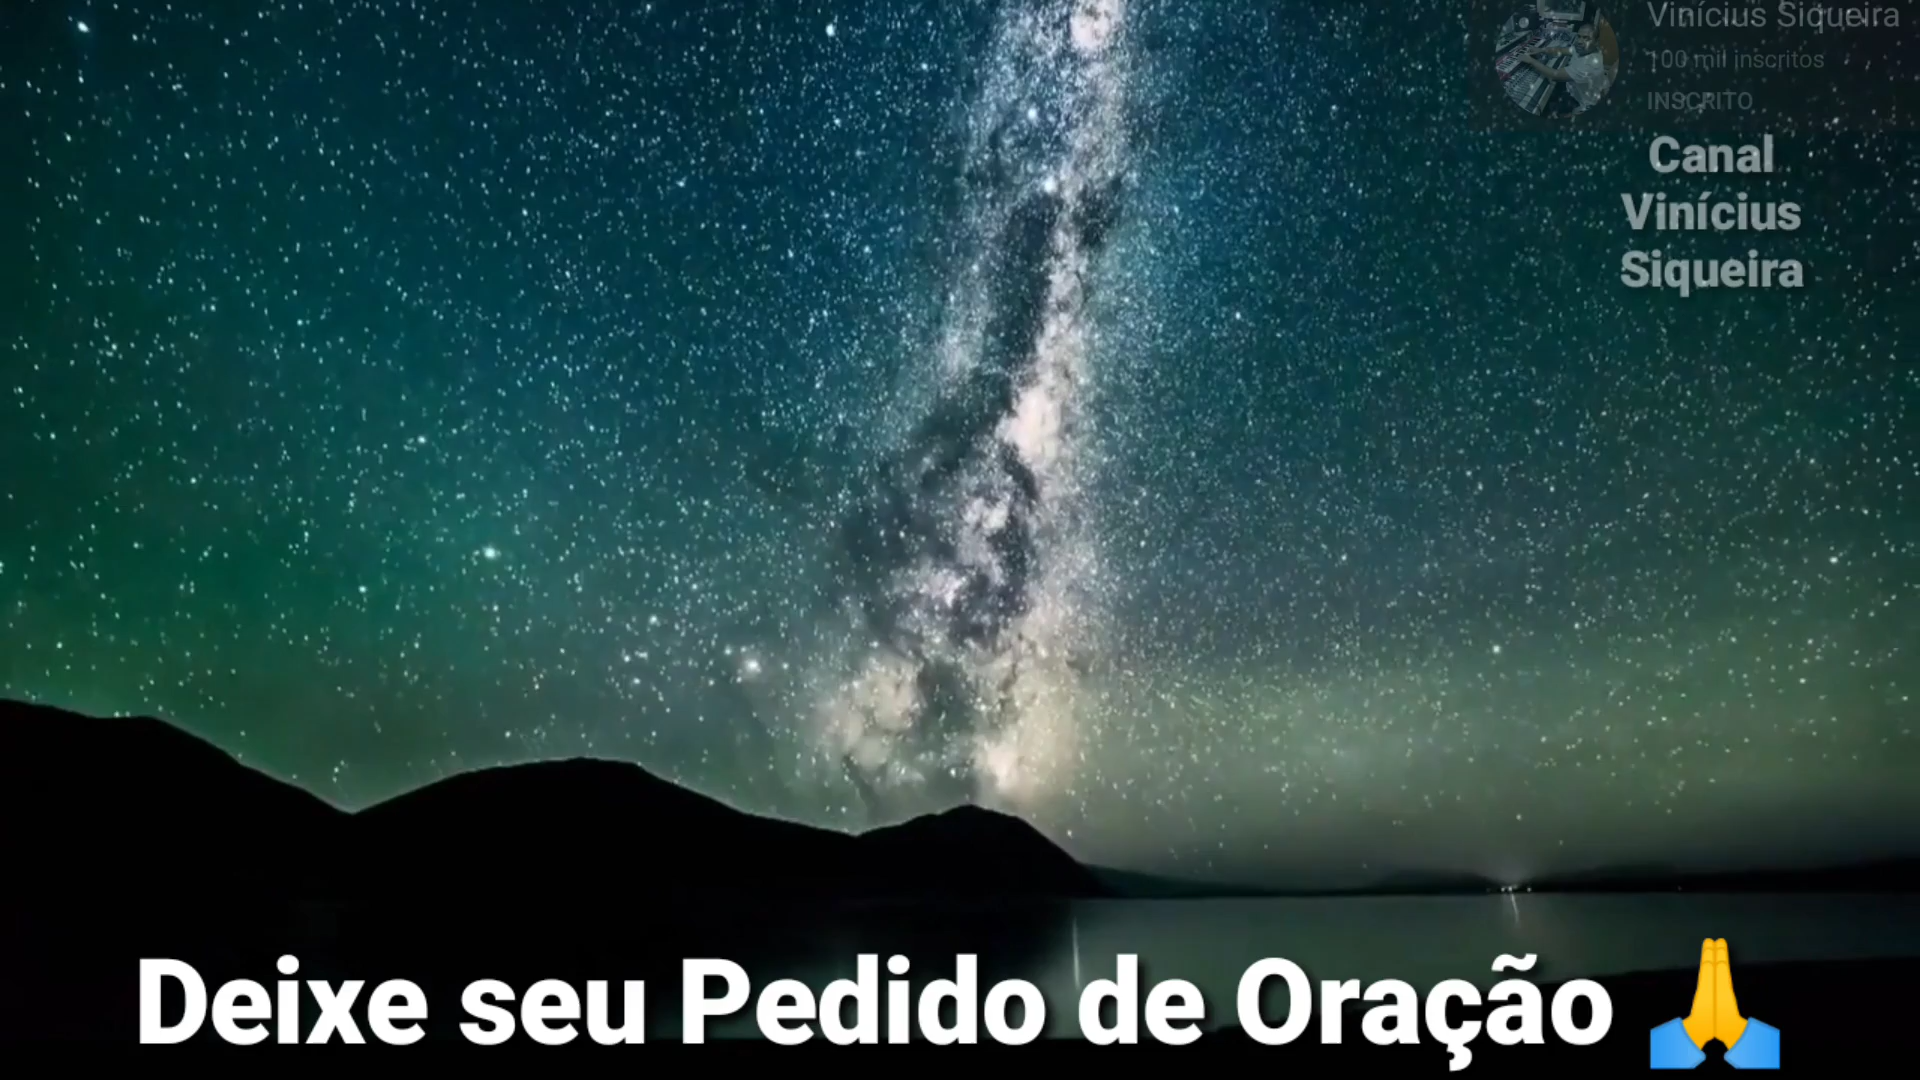 Vinícius Siqueira
100 mil inscritos
INSCRITO
Canal
Vinícius
Siqueira
Deixe seu Pedido de Oração 🙏